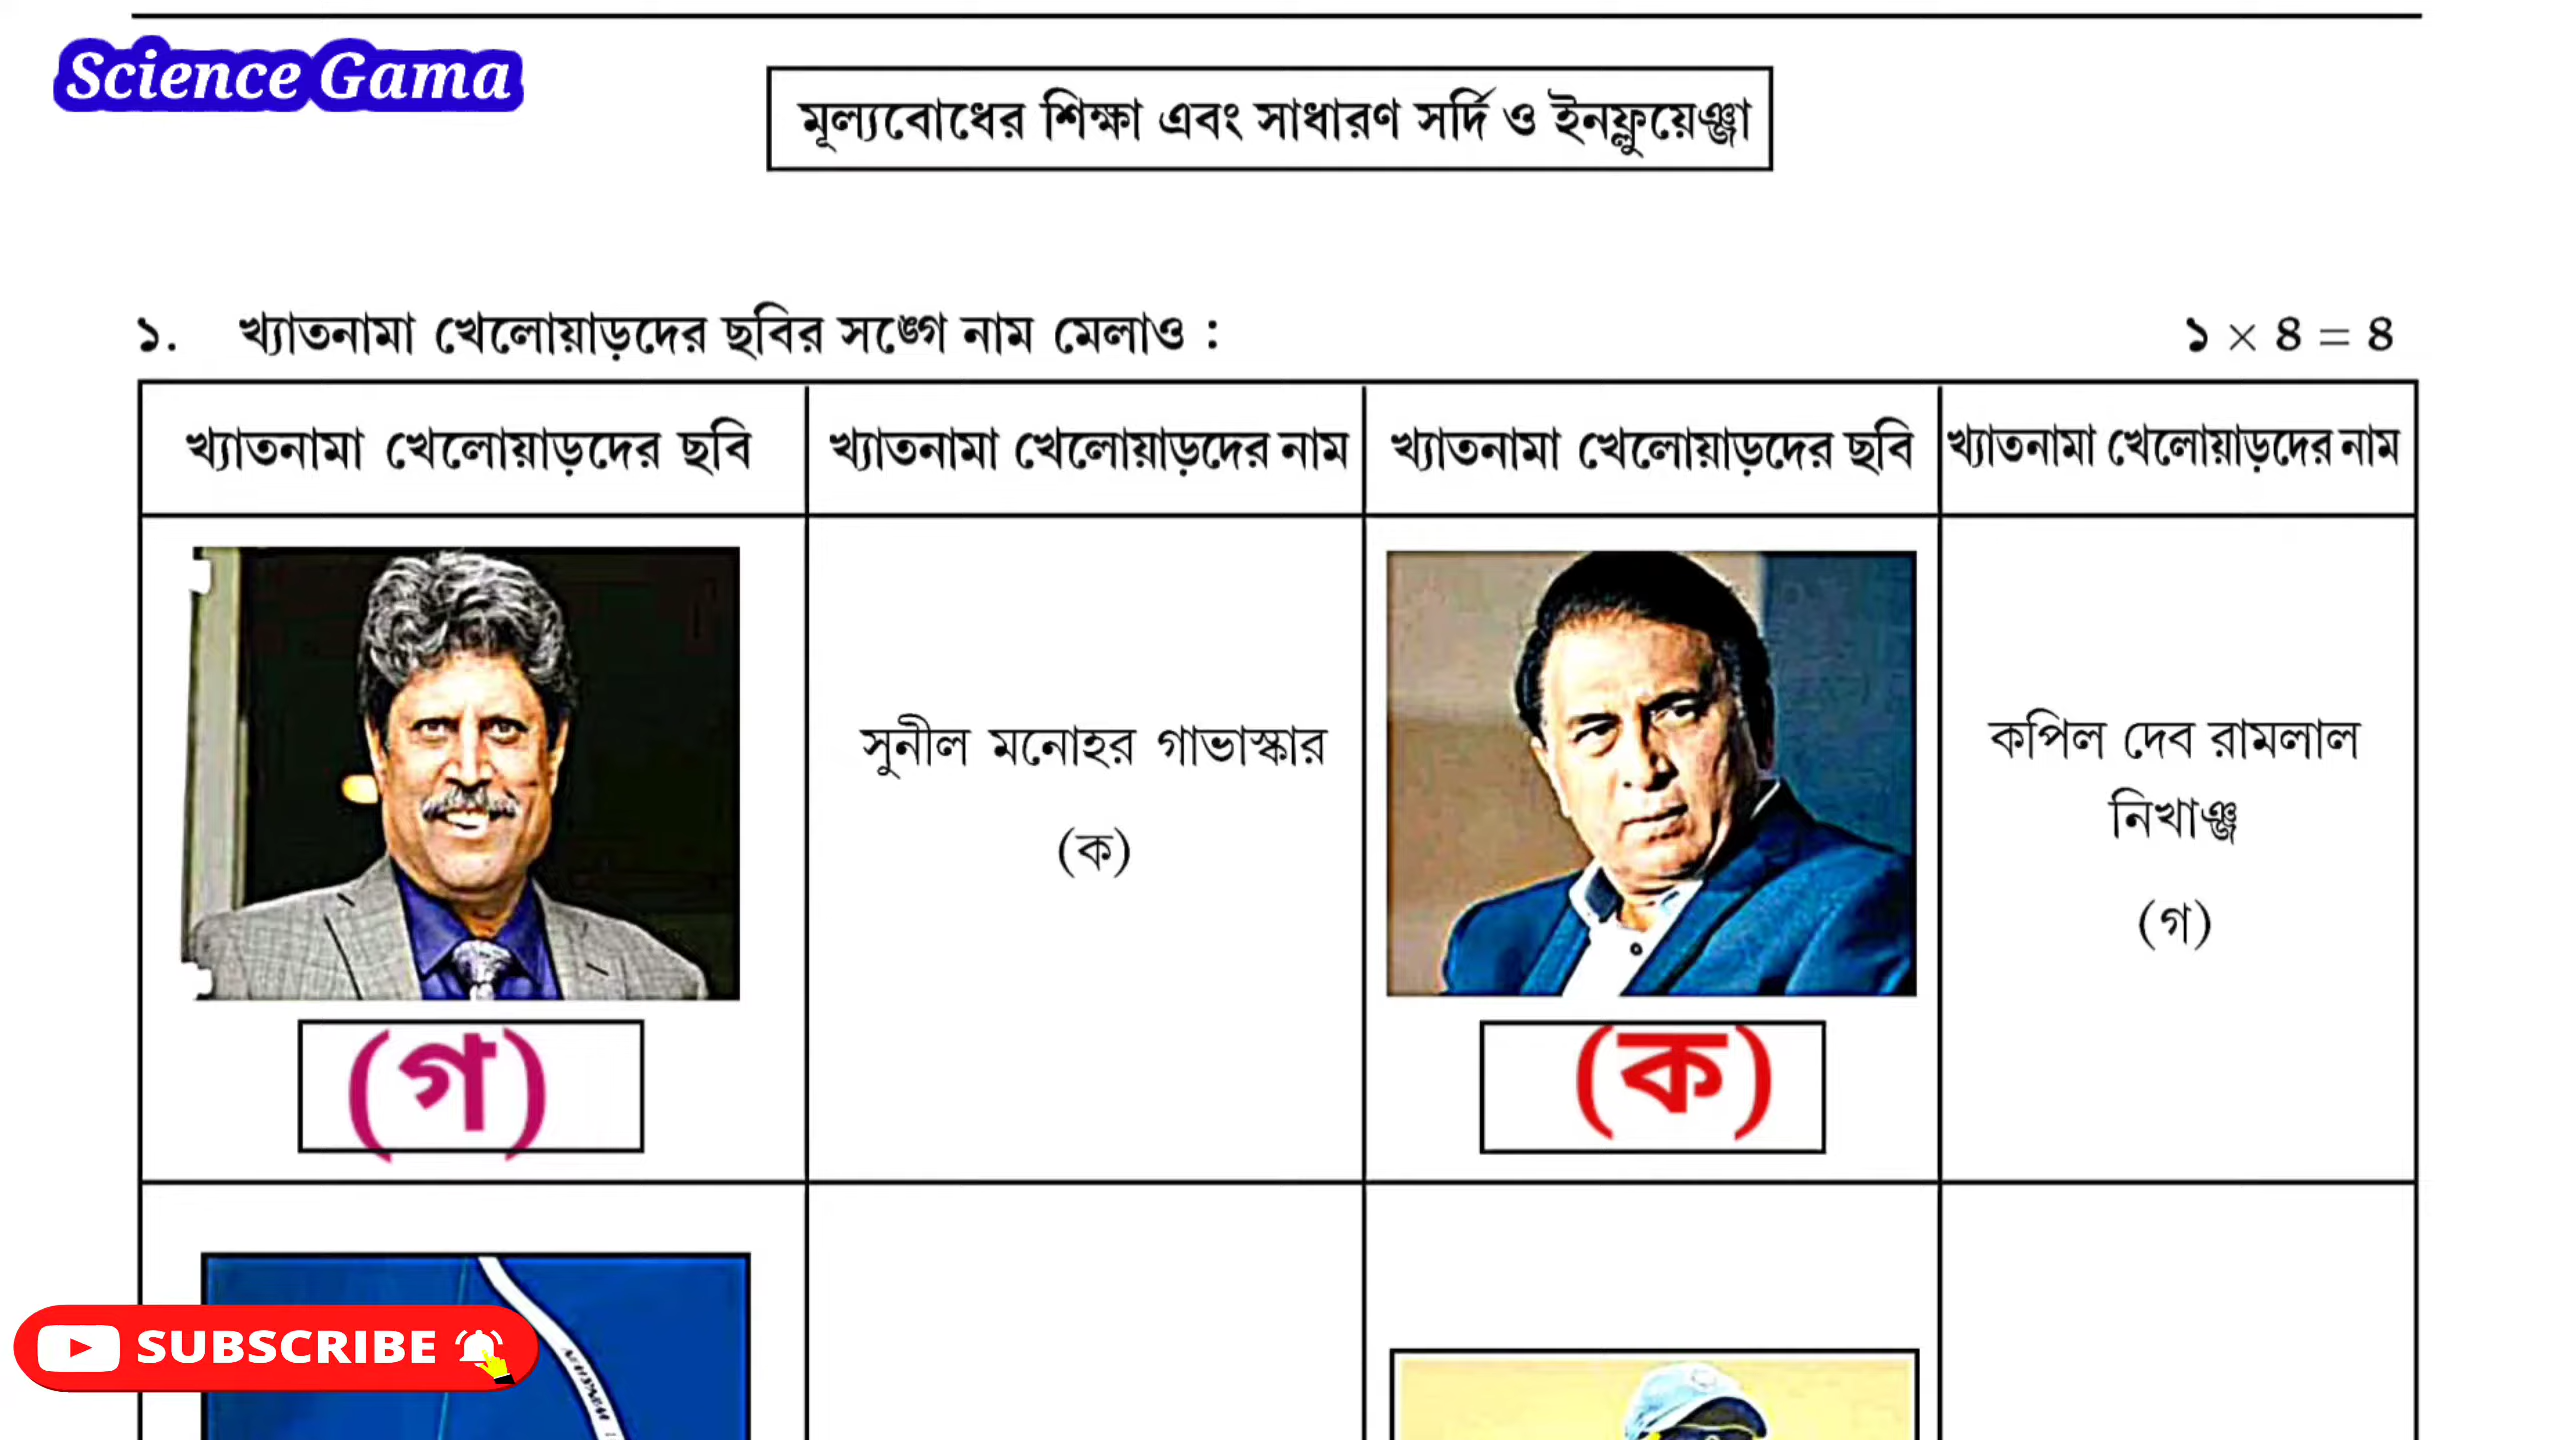 Science Gama
মূল্যবোধের শিক্ষা এবং সাধারণ সর্দি ও ইনফ্লুয়েঞ্জা
১. খ্যাতনামা খেলোয়াড়দের ছবির সঙ্গে নাম মেলাও : ১ × ৪ = ৪
খ্যাতনামা খেলোয়াড়দের ছবি
খ্যাতনামা খেলোয়াড়দের নাম
খ্যাতনামা খেলোয়াড়দের ছবি
খ্যাতনামা খেলোয়াড়দের নাম
সুনীল মনোহর গাভাস্কার
(ক)
কপিল দেব রামলাল
নিখাঞ্জ
(গ)
(গ)
(ক)
SUBSCRIBE